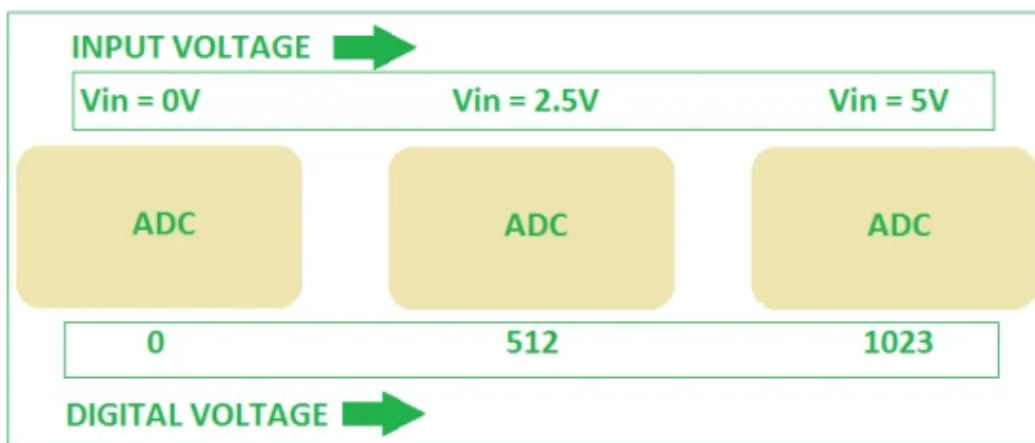 INPUT VOLTAGE
Vin = 0V Vin = 2.5V Vin = 5V
ADC ADC ADC
0 512 1023
DIGITAL VOLTAGE